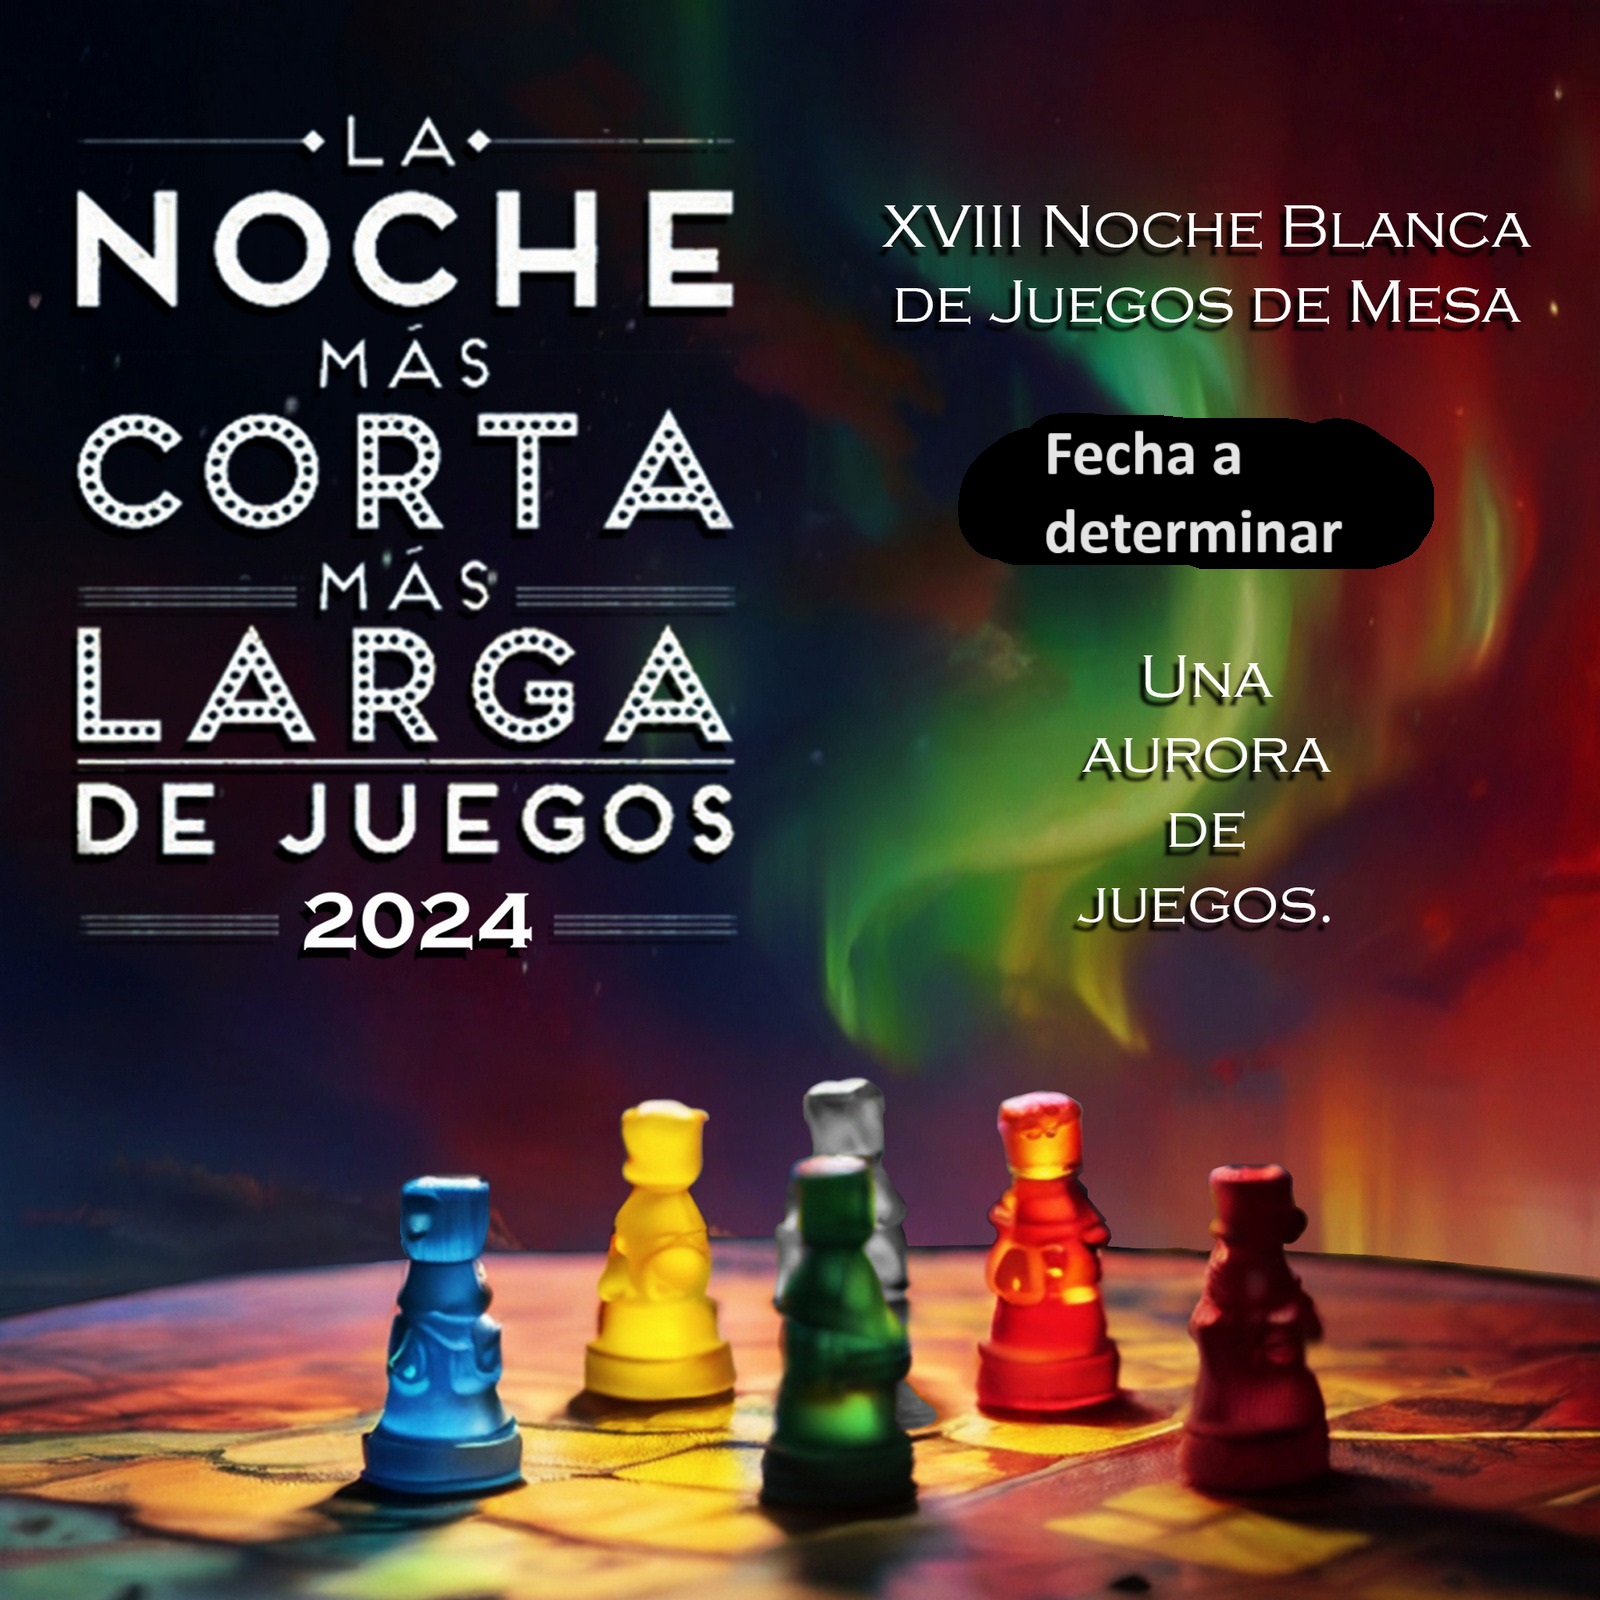 LA
NOCHE
MÁS
CORTA
MÁS
LARGA
DE JUEGOS
2024
XVIII NOCHE BLANCA
DE JUEGOS DE MESA
Fecha a
determinar
UNA
AURORA
DE
JUEGOS.